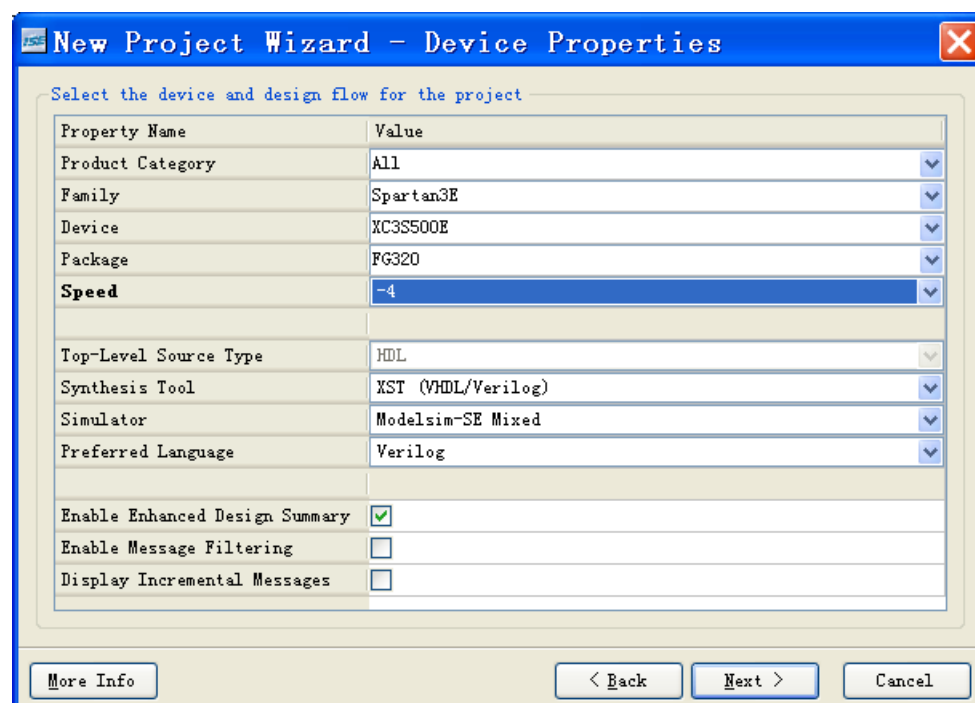 ISE New Project Wizard - Device Properties
Select the device and design flow for the project
Property Name Value
Product Category All
Family Spartan3E
Device XC3S500E
Package FG320
Speed -4
Top-Level Source Type HDL
Synthesis Tool XST (VHDL/Verilog)
Simulator Modelsim-SE Mixed
Preferred Language Verilog
Enable Enhanced Design Summary
Enable Message Filtering
Display Incremental Messages
More Info < Back Next > Cancel